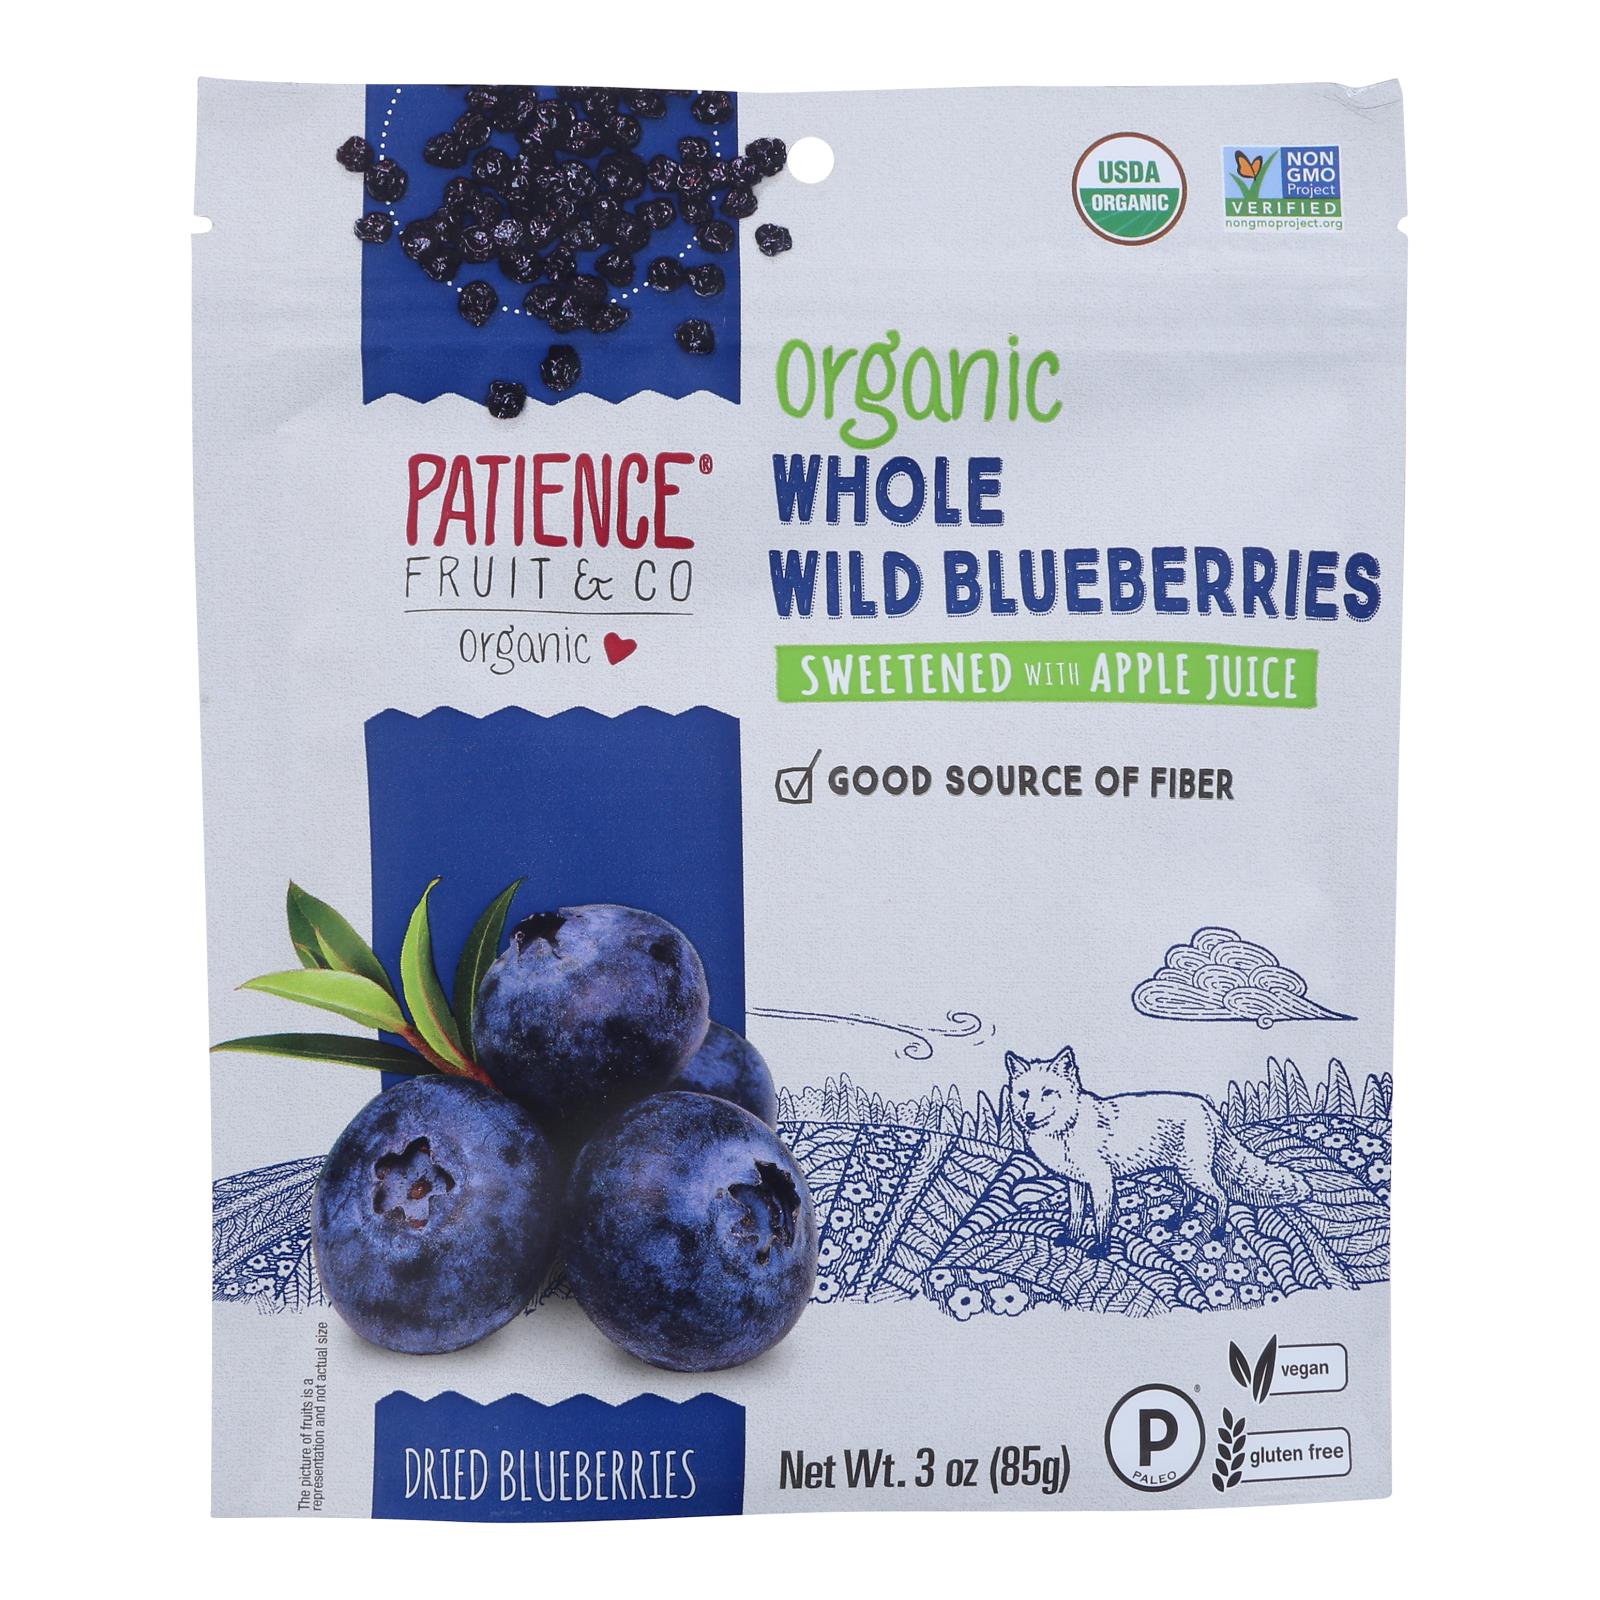 USDA
ORGANIC
NON
GMO
Project
VERIFIED
nongmoproject.org
PATIENCE®
FRUIT & CO
organic
organic
WHOLE
WILD BLUEBERRIES
SWEETENED WITH APPLE JUICE
GOOD SOURCE OF FIBER
The picture of fruits is a
representation and not actual size
DRIED BLUEBERRIES
Net Wt. 3 oz (85g)
P®
PALEO
vegan
gluten free